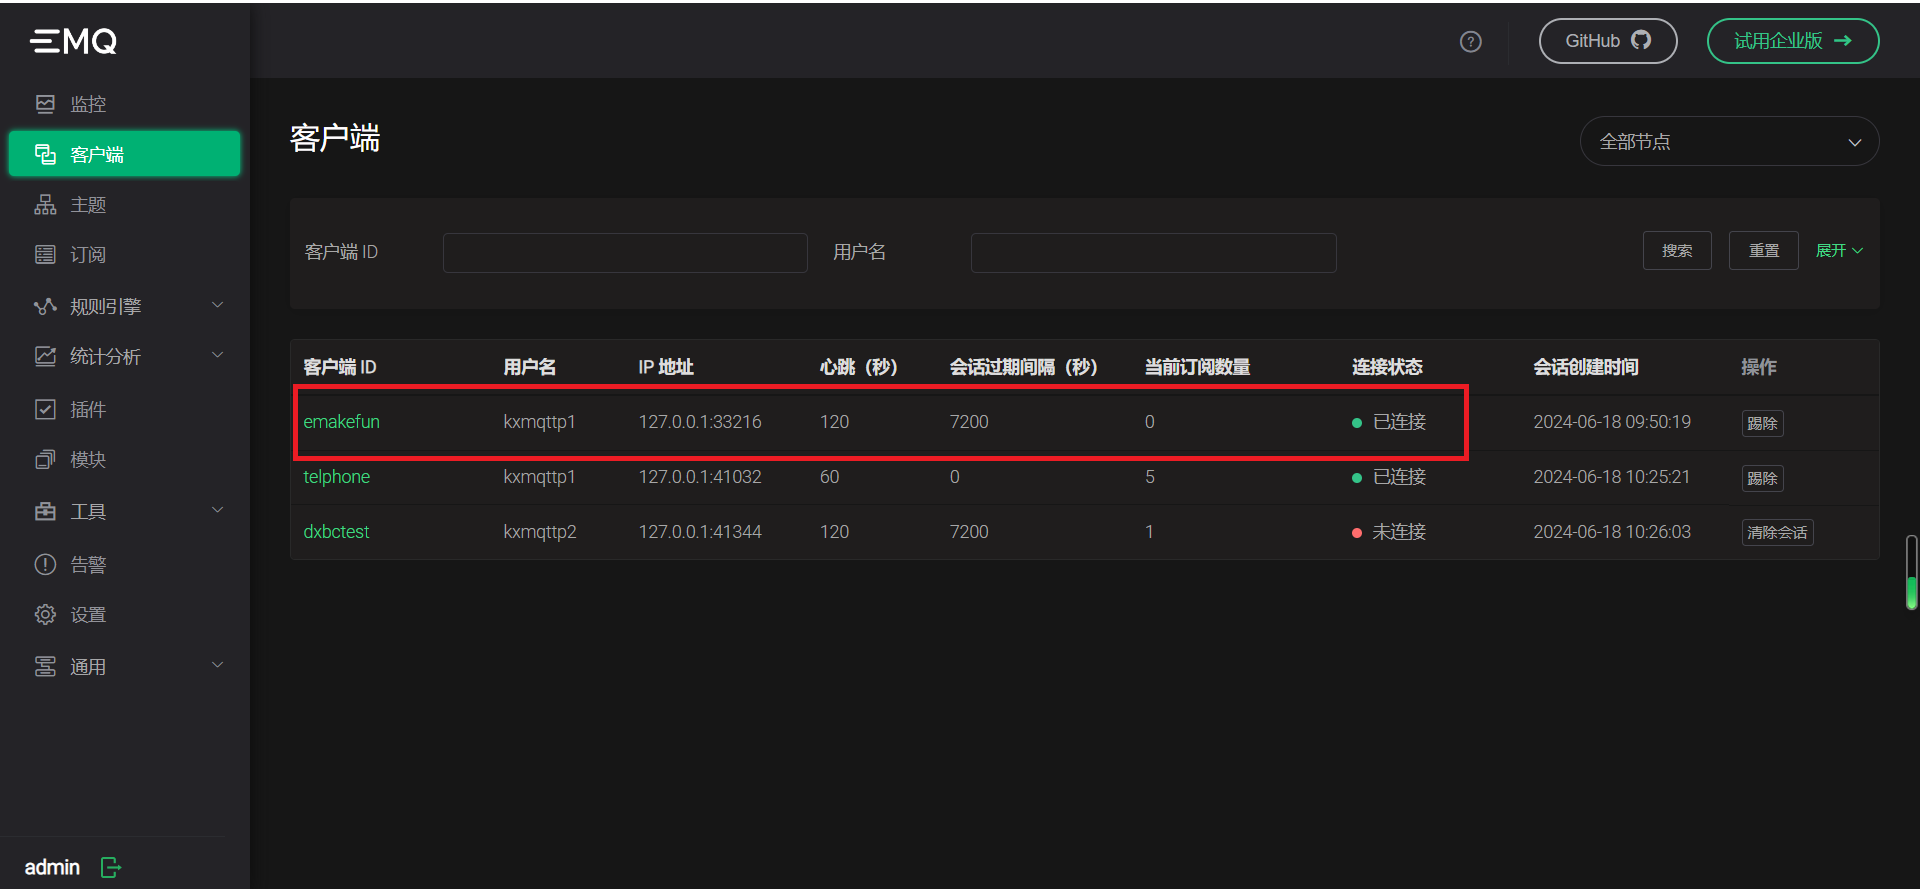 EMQ
监控
客户端
主题
订阅
规则引擎
统计分析
插件
模块
工具
告警
设置
通用
admin
?
GitHub
试用企业版 →
客户端
全部节点
客户端 ID 用户名 搜索 重置 展开
客户端 ID 用户名 IP 地址 心跳（秒） 会话过期间隔（秒） 当前订阅数量 连接状态 会话创建时间 操作
emakefun kxmqttp1 127.0.0.1:33216 120 7200 0 已连接 2024-06-18 09:50:19 踢除
telphone kxmqttp1 127.0.0.1:41032 60 0 5 已连接 2024-06-18 10:25:21 踢除
dxbctest kxmqttp2 127.0.0.1:41344 120 7200 1 未连接 2024-06-18 10:26:03 清除会话